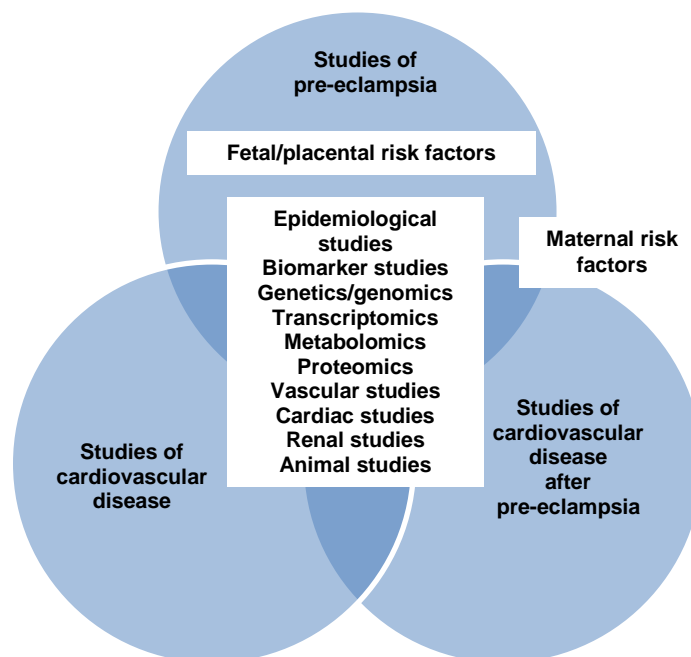 Studies of
pre-eclampsia
Fetal/placental risk factors
Epidemiological
studies
Biomarker studies
Genetics/genomics
Transcriptomics
Metabolomics
Proteomics
Vascular studies
Cardiac studies
Renal studies
Animal studies
Maternal risk
factors
Studies of
cardiovascular
disease
Studies of
cardiovascular
disease
after
pre-eclampsia